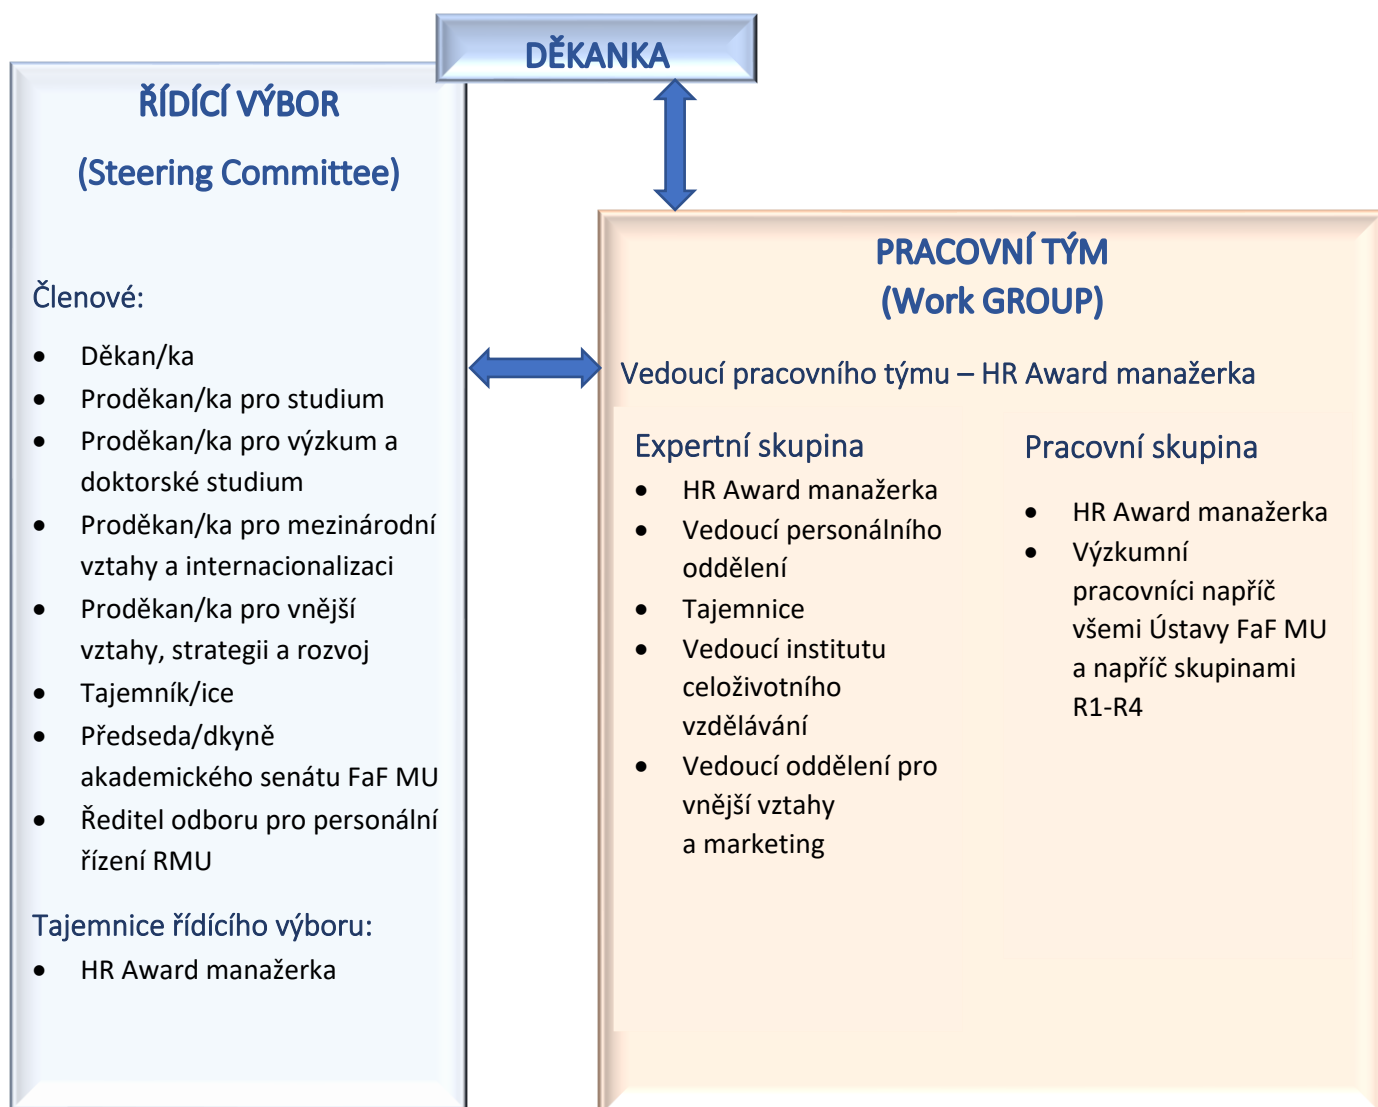 DĚKANKA
ŘÍDÍCÍ VÝBOR
(Steering Committee)
Členové:
• Děkan/ka
• Proděkan/ka pro studium
• Proděkan/ka pro výzkum a
doktorské studium
• Proděkan/ka pro mezinárodní
vztahy a internacionalizaci
• Proděkan/ka pro vnější
vztahy, strategii a rozvoj
• Tajemník/ice
• Předseda/dkyně
akademického senátu FaF MU
• Ředitel odboru pro personální
řízení RMU
Tajemnice řídícího výboru:
• HR Award manažerka
PRACOVNÍ TÝM
(Work GROUP)
Vedoucí pracovního týmu – HR Award manažerka
Expertní skupina
• HR Award manažerka
• Vedoucí personálního
oddělení
• Tajemnice
• Vedoucí institutu
celoživotního
vzdělávání
• Vedoucí oddělení pro
vnější vztahy
a marketing
Pracovní skupina
• HR Award manažerka
• Výzkumní
pracovníci napříč
všemi Ústavy FaF MU
a napříč skupinami
R1-R4